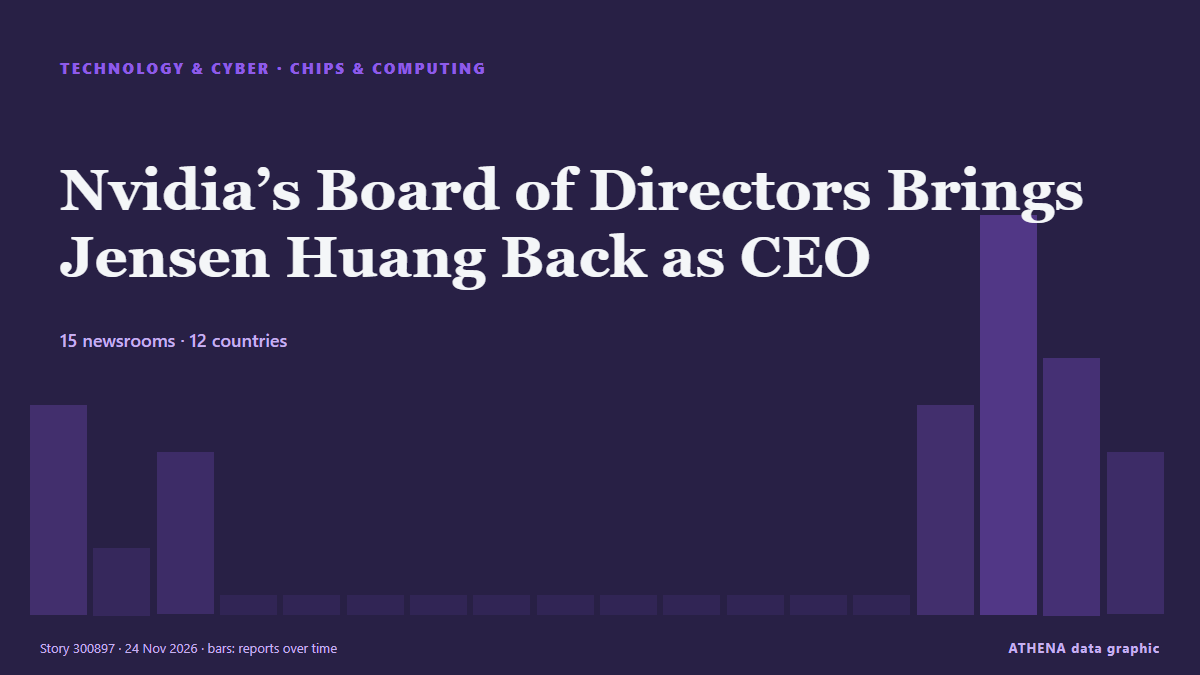 TECHNOLOGY & CYBER · CHIPS & COMPUTING
Nvidia’s Board of Directors Brings
Jensen Huang Back as CEO
15 newsrooms · 12 countries
Story 300897 · 24 Nov 2026 · bars: reports over time
ATHENA data graphic